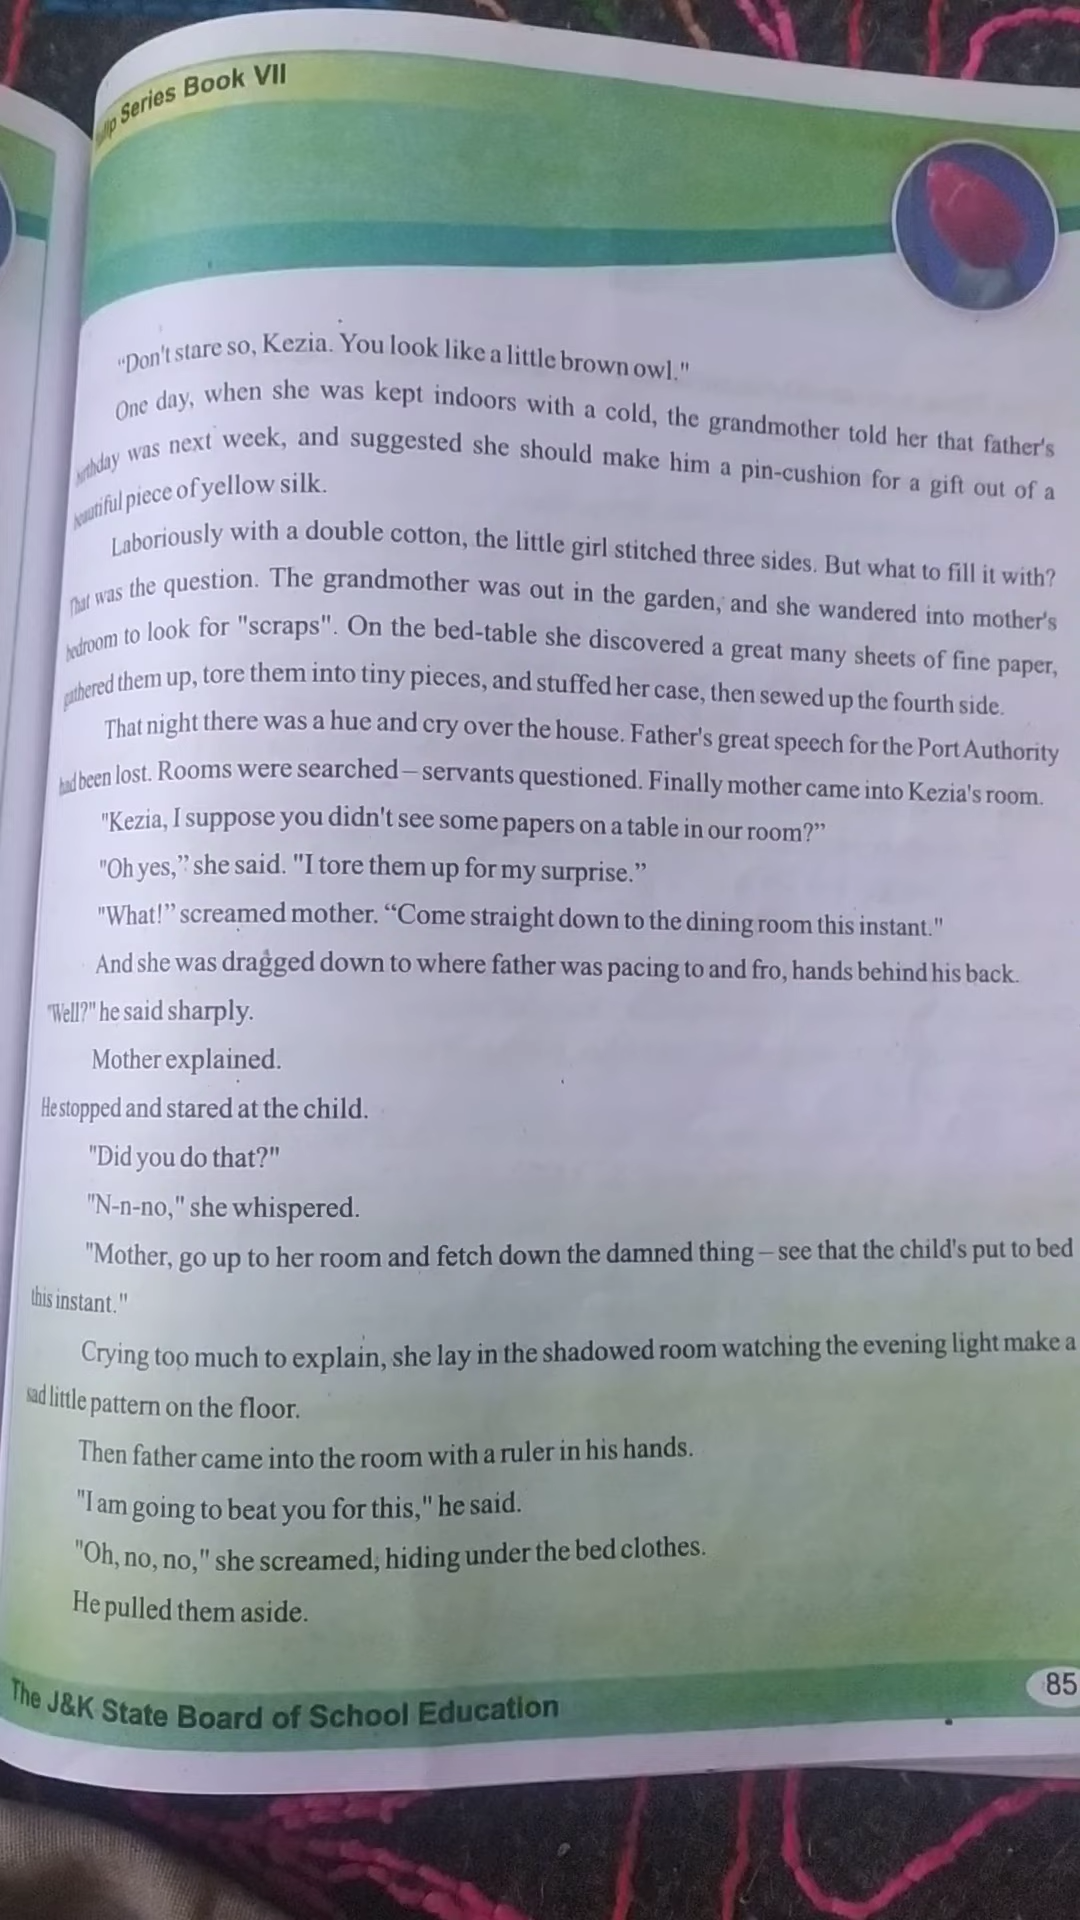 Tulip Series Book VII
“Don't stare so, Kezia. You look like a little brown owl."
One day, when she was kept indoors with a cold, the grandmother told her that father's
birthday was next week, and suggested she should make him a pin-cushion for a gift out of a
beautiful piece of yellow silk.
Laboriously with a double cotton, the little girl stitched three sides. But what to fill it with?
That was the question. The grandmother was out in the garden, and she wandered into mother's
bedroom to look for "scraps". On the bed-table she discovered a great many sheets of fine paper,
gathered them up, tore them into tiny pieces, and stuffed her case, then sewed up the fourth side.
That night there was a hue and cry over the house. Father's great speech for the Port Authority
had been lost. Rooms were searched – servants questioned. Finally mother came into Kezia's room.
"Kezia, I suppose you didn't see some papers on a table in our room?”
"Oh yes,” she said. "I tore them up for my surprise.”
"What!” screamed mother. “Come straight down to the dining room this instant."
And she was dragged down to where father was pacing to and fro, hands behind his back.
"Well?" he said sharply.
Mother explained.
He stopped and stared at the child.
"Did you do that?"
"N-n-no," she whispered.
"Mother, go up to her room and fetch down the damned thing – see that the child's put to bed
this instant."
Crying too much to explain, she lay in the shadowed room watching the evening light make a
sad little pattern on the floor.
Then father came into the room with a ruler in his hands.
"I am going to beat you for this," he said.
"Oh, no, no," she screamed, hiding under the bed clothes.
He pulled them aside.
The J&K State Board of School Education
85